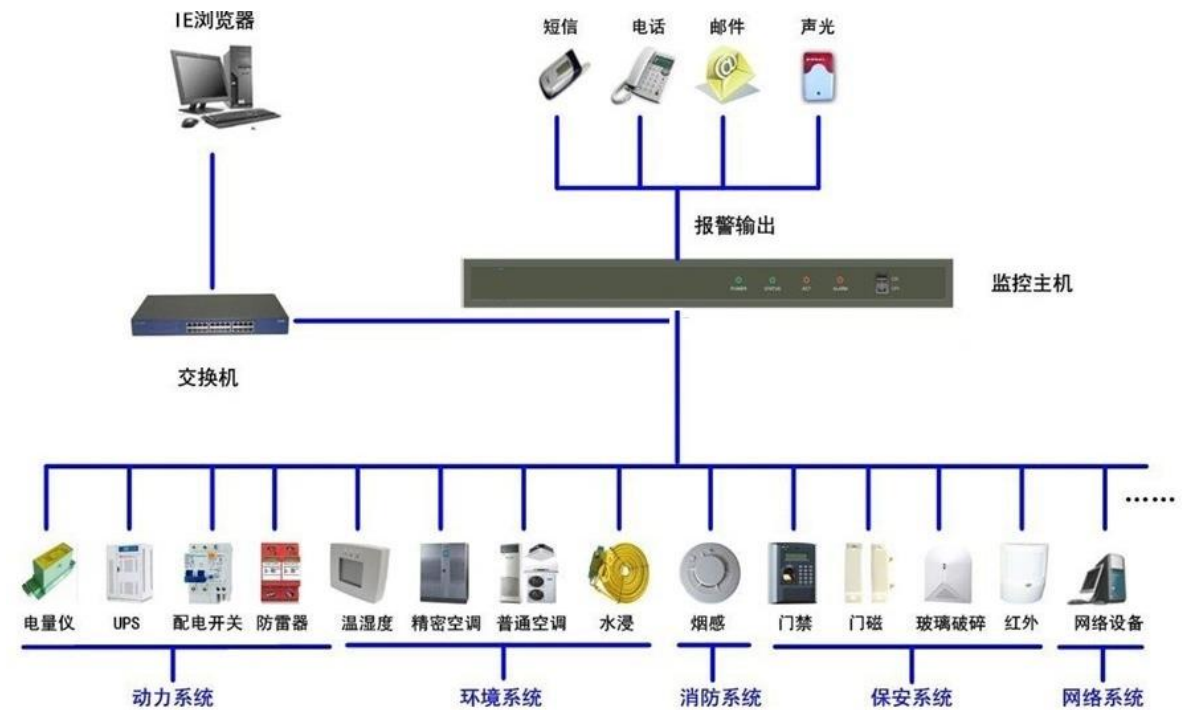 IE浏览器
短信
电话
邮件
声光
报警输出
POWER
STATUS
ACT
ALARM
监控主机
交换机
......
电量仪
UPS
配电开关
防雷器
温湿度
精密空调
普通空调
水浸
烟感
门禁
门磁
玻璃破碎
红外
网络设备
动力系统
环境系统
消防系统
保安系统
网络系统